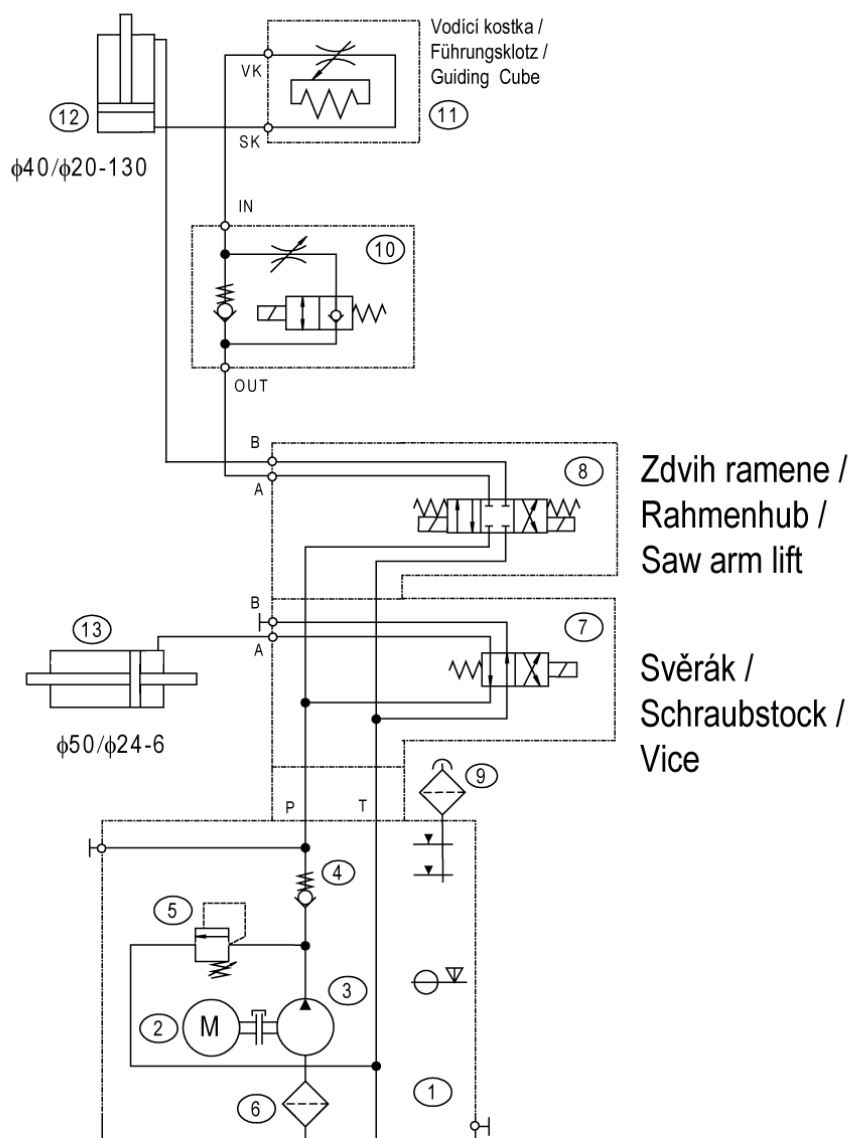 Vodící kostka /
Führungsklotz /
Guiding Cube
VK
12
11
SK
ϕ40/ϕ20-130
IN
10
OUT
B
8
A
Zdvih ramene /
Rahmenhub /
Saw arm lift
B
13
7
A
Svěrák /
Schraubstock /
Vice
ϕ50/ϕ24-6
9
P
T
4
5
3
2
M
1
6